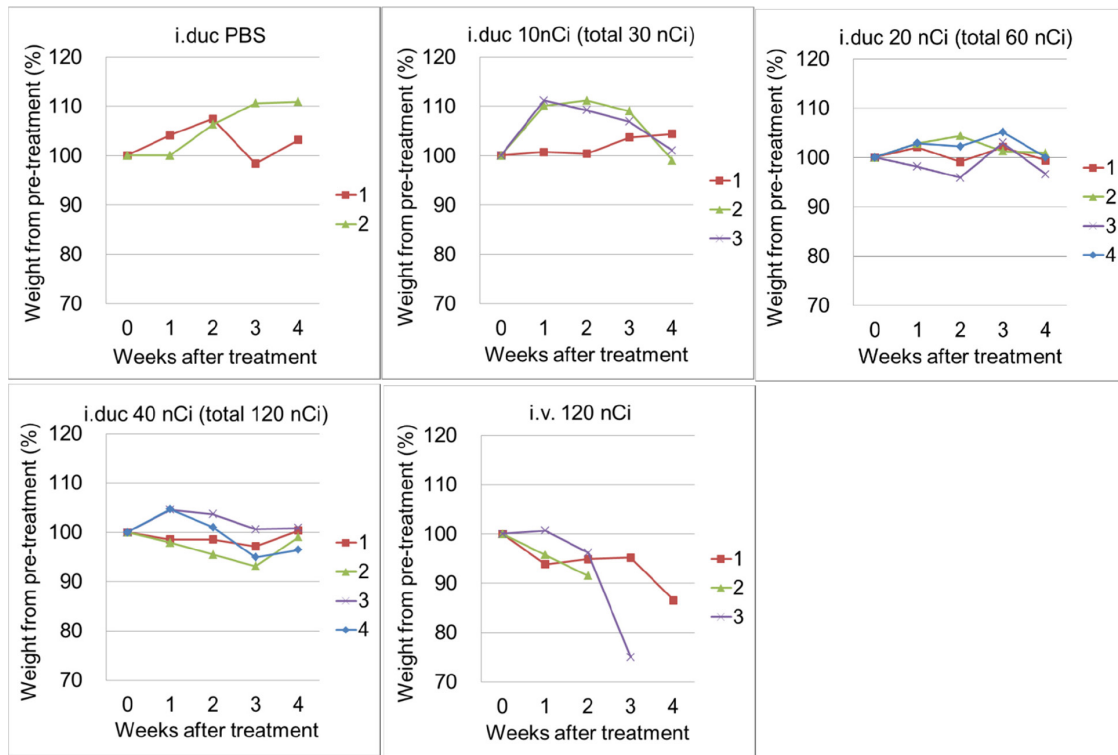 i.duc PBS
Weight from pre-treatment (%)
120
110
100
90
80
70
0 1 2 3 4
Weeks after treatment
1
2
i.duc 10nCi (total 30 nCi)
Weight from pre-treatment (%)
120
110
100
90
80
70
0 1 2 3 4
Weeks after treatment
1
2
3
i.duc 20 nCi (total 60 nCi)
Weight from pre-treatment (%)
120
110
100
90
80
70
0 1 2 3 4
Weeks after treatment
1
2
3
4
i.duc 40 nCi (total 120 nCi)
Weight from pre-treatment (%)
120
110
100
90
80
70
0 1 2 3 4
Weeks after treatment
1
2
3
4
i.v. 120 nCi
Weight from pre-treatment (%)
120
110
100
90
80
70
0 1 2 3 4
Weeks after treatment
1
2
3